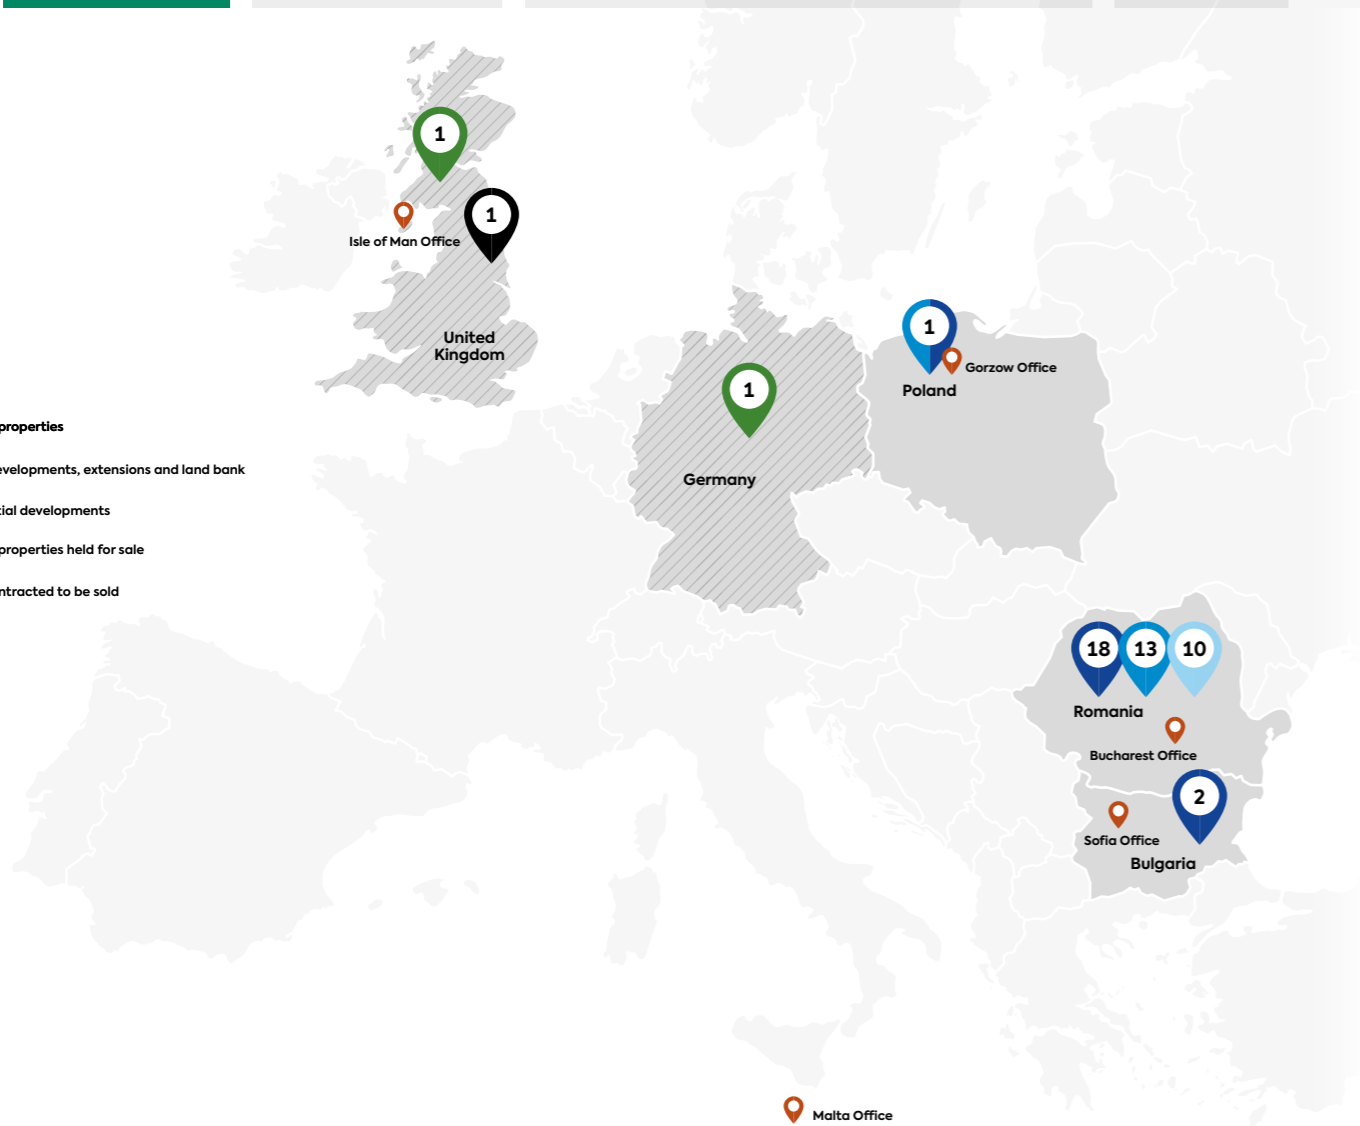 1
1
Isle of Man Office
United
Kingdom
1
Gorzow Office
Poland
1
Germany
properties
evelopments, extensions and land bank
tial developments
properties held for sale
ntracted to be sold
18 13 10
Romania
Bucharest Office
2
Sofia Office
Bulgaria
Malta Office